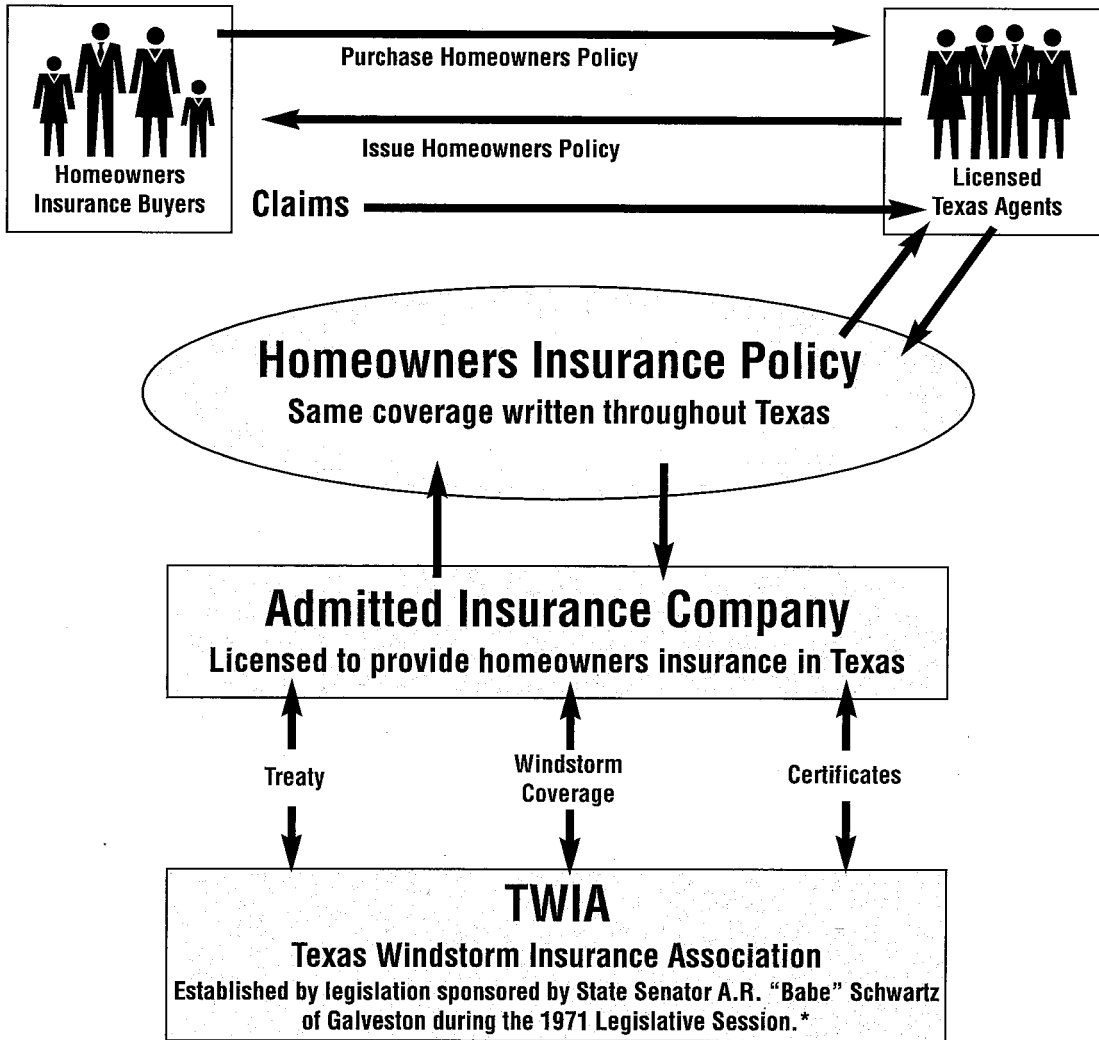 Purchase Homeowners Policy
Issue Homeowners Policy
Homeowners
Insurance Buyers
Claims
Licensed
Texas Agents
Homeowners Insurance Policy
Same coverage written throughout Texas
Admitted Insurance Company
Licensed to provide homeowners insurance in Texas
Treaty
Windstorm
Coverage
Certificates
TWIA
Texas Windstorm Insurance Association
Established by legislation sponsored by State Senator A.R. “Babe” Schwartz
of Galveston during the 1971 Legislative Session.*